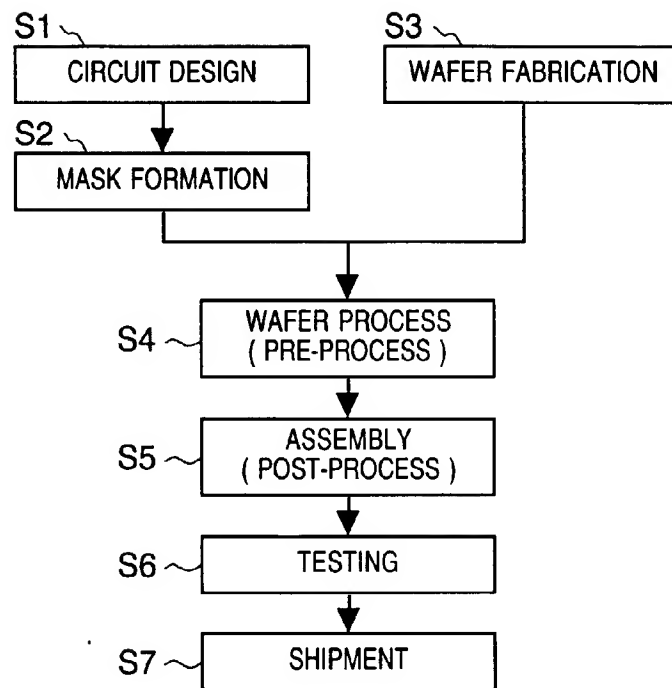 S1
CIRCUIT DESIGN
S3
WAFER FABRICATION
S2
MASK FORMATION
S4
WAFER PROCESS
( PRE-PROCESS )
S5
ASSEMBLY
( POST-PROCESS )
S6
TESTING
S7
SHIPMENT